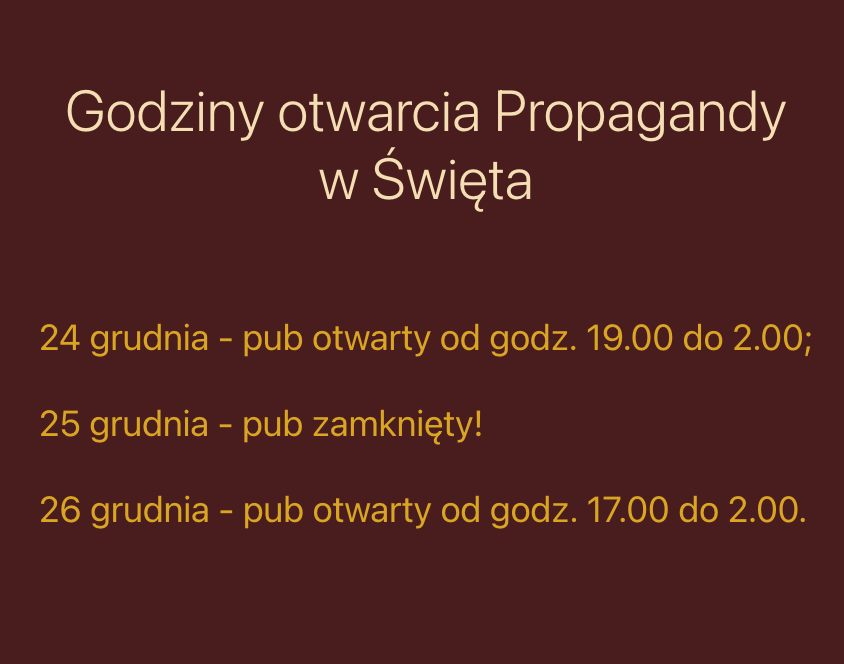 Godziny otwarcia Propagandy
w Święta
24 grudnia - pub otwarty od godz. 19.00 do 2.00;
25 grudnia - pub zamknięty!
26 grudnia - pub otwarty od godz. 17.00 do 2.00.